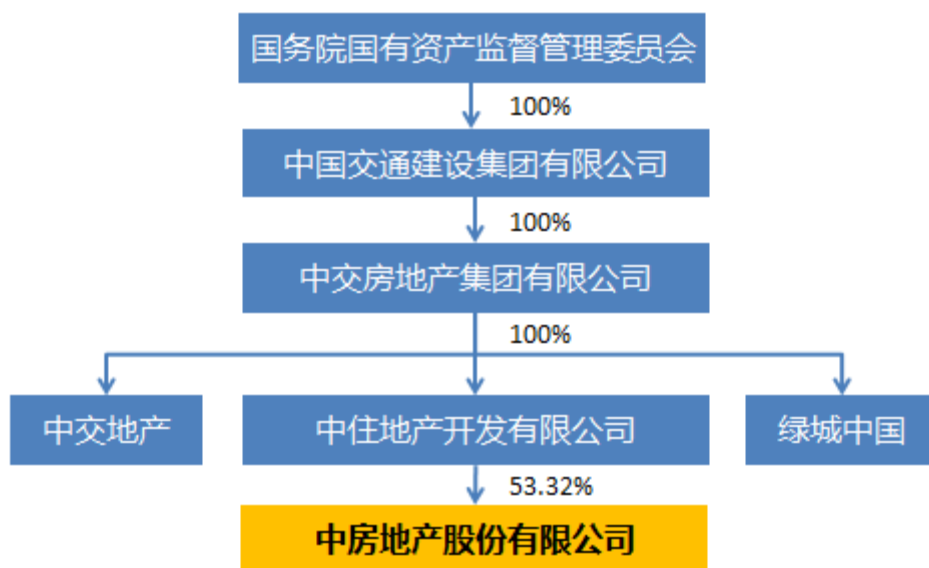 国务院国有资产监督管理委员会
100%
中国交通建设集团有限公司
100%
中交房地产集团有限公司
100%
中交地产
中住地产开发有限公司
绿城中国
53.32%
中房地产股份有限公司